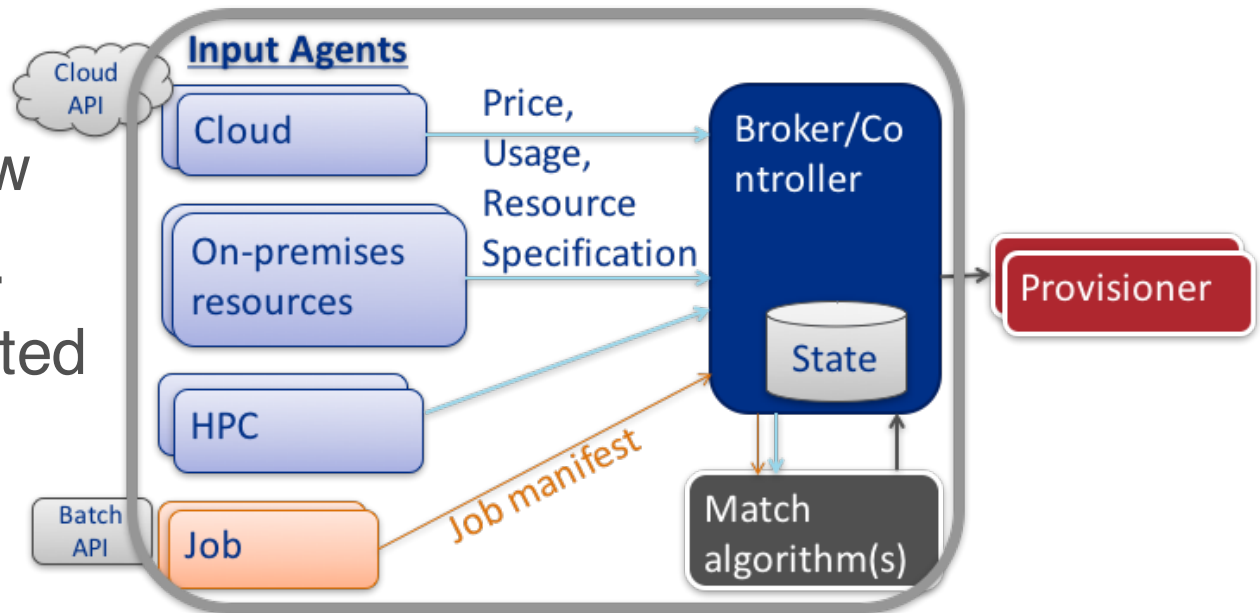 Input Agents
Cloud
API
Cloud
Price,
Usage,
Resource
Specification
Broker/Co
ntroller
w
On-premises
resources
ted
Provisioner
State
HPC
Job manifest
Batch
API
Job
Match
algorithm(s)